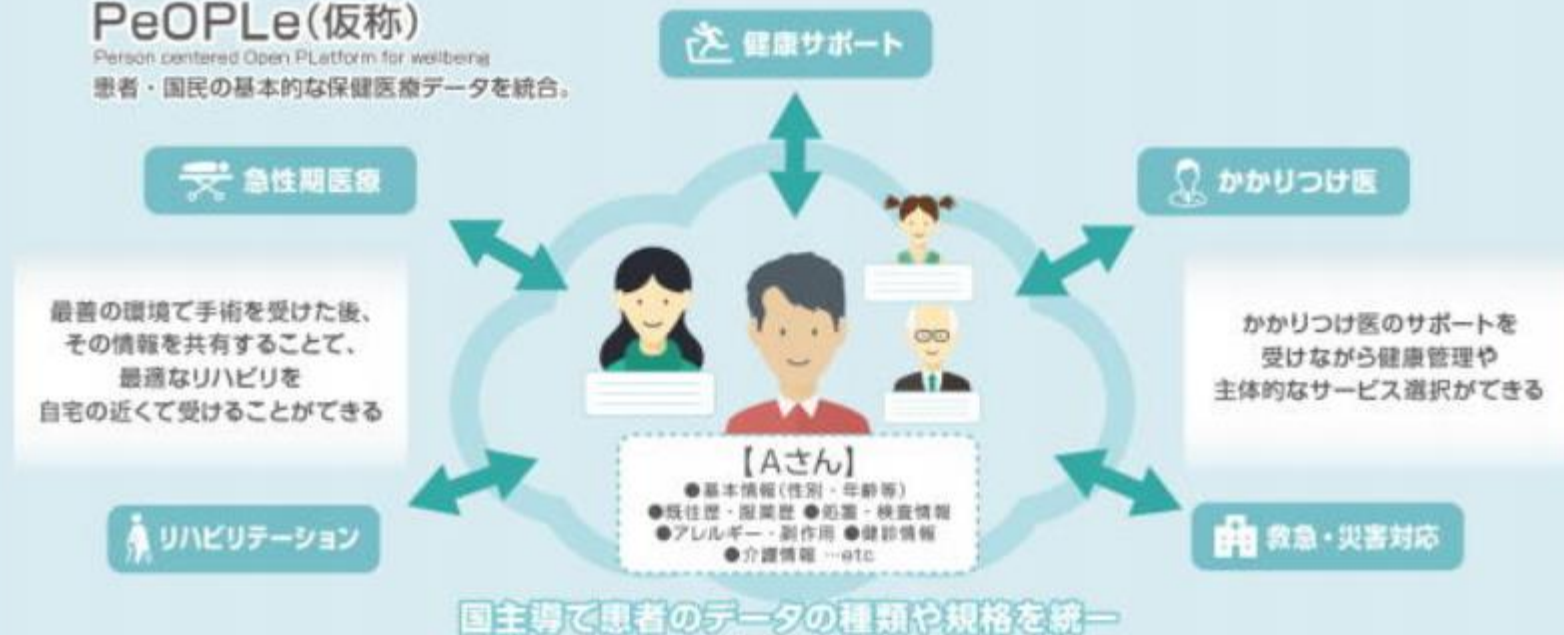 PeOPLe(仮称)
Person centered Open PLatform for wellbeing
患者・国民の基本的な保健医療データを統合。
健康サポート
急性期医療
かかりつけ医
最善の環境で手術を受けた後、
その情報を共有することで、
最適なリハビリを
自宅の近くで受けることができる
かかりつけ医のサポートを
受けながら健康管理や
主体的なサービス選択ができる
【Aさん】
●基本情報(性別・年齢等)
●既往歴・服薬歴 ●処置・検査情報
●アレルギー・副作用 ●健診情報
●介護情報 …etc
リハビリテーション
救急・災害対応
国主導で患者のデータの種類や規格を統一